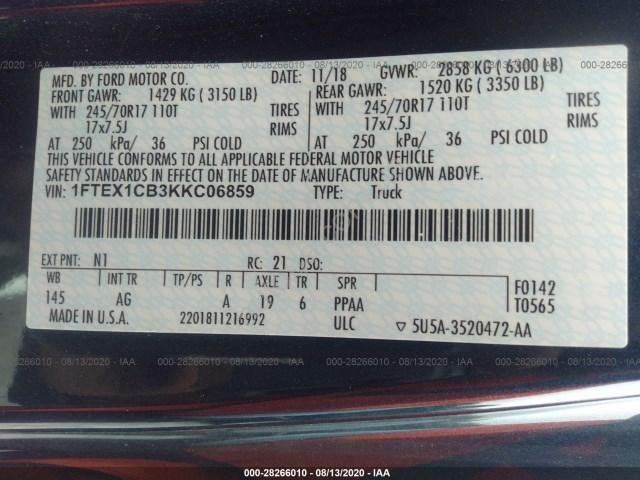 000-28266010 - 08/13/2020 - IAA
MFD. BY FORD MOTOR CO. DATE: 11/18 GVWR: 2858 KG ( 6300 LB)
FRONT GAWR: 1429 KG ( 3150 LB) REAR GAWR: 1520 KG ( 3350 LB)
WITH 245/70R17 110T TIRES WITH 245/70R17 110T TIRES
17x7.5J RIMS 17x7.5J RIMS
AT 250 kPa/ 36 PSI COLD AT 250 kPa/ 36 PSI COLD
THIS VEHICLE CONFORMS TO ALL APPLICABLE FEDERAL MOTOR VEHICLE
SAFETY STANDARDS IN EFFECT ON THE DATE OF MANUFACTURE SHOWN ABOVE.
VIN: 1FTEX1CB3KKC06859 TYPE: Truck
EXT PNT: N1 RC: 21 DSO:
WB INT TR TP/PS R AXLE TR SPR F0142
145 AG A 19 6 PPAA T0565
MADE IN U.S.A. 2201811216992 ULC ▽ 5U5A-3520472-AA
000-28266010 - 08/13/2020 - IAA
000-28266010 - 08/13/2020 - IAA